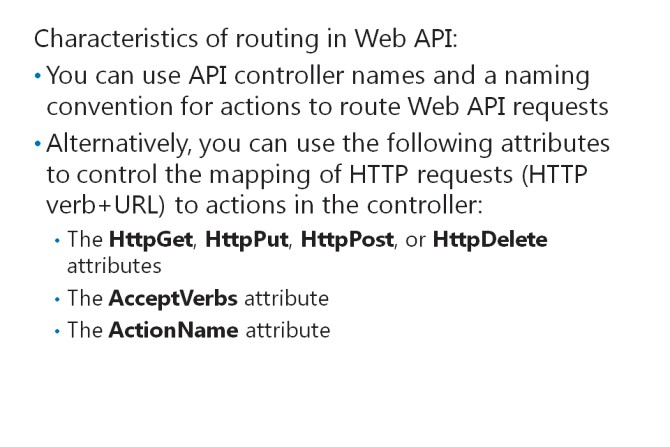 Characteristics of routing in Web API:
• You can use API controller names and a naming
convention for actions to route Web API requests
• Alternatively, you can use the following attributes
to control the mapping of HTTP requests (HTTP
verb+URL) to actions in the controller:
• The HttpGet, HttpPut, HttpPost, or HttpDelete
attributes
• The AcceptVerbs attribute
• The ActionName attribute